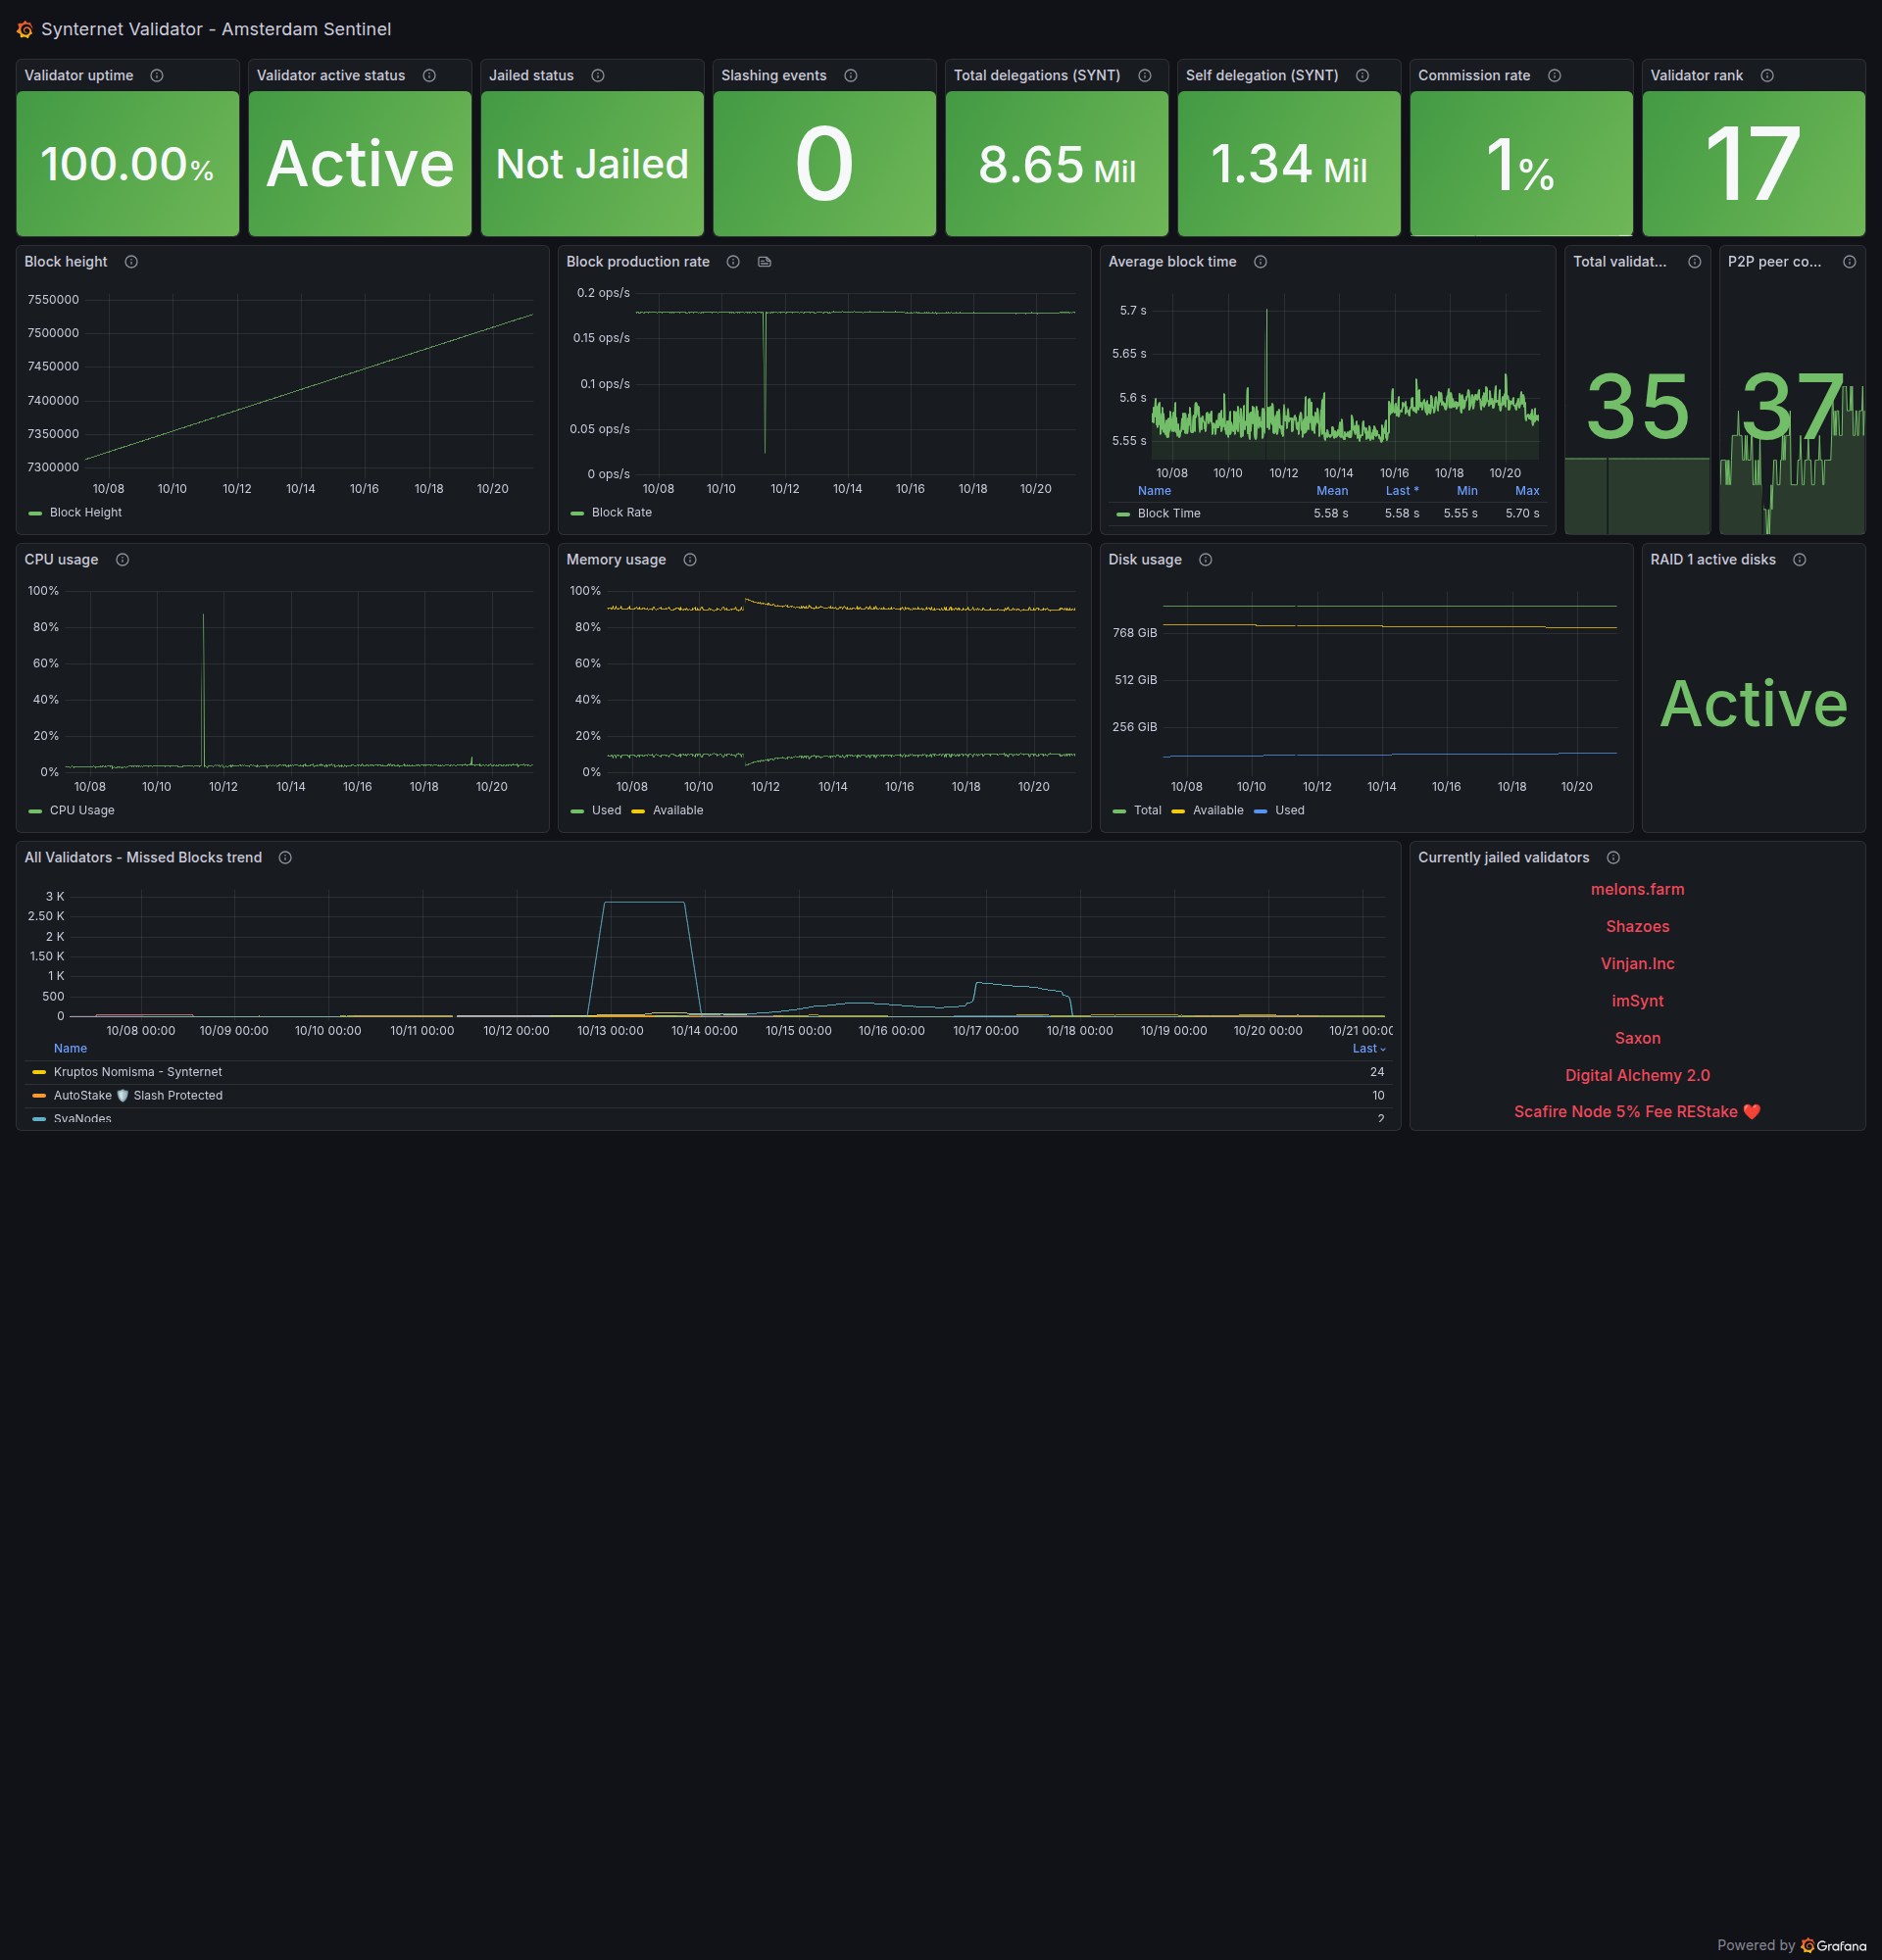 Synternet Validator - Amsterdam Sentinel
Validator uptime
100.00%
Validator active status
Active
Jailed status
Not Jailed
Slashing events
0
Total delegations (SYNT)
8.65 Mil
Self delegation (SYNT)
1.34 Mil
Commission rate
1%
Validator rank
17
Block height
7550000
7500000
7450000
7400000
7350000
7300000
10/08 10/10 10/12 10/14 10/16 10/18 10/20
Block Height
Block production rate
0.2 ops/s
0.15 ops/s
0.1 ops/s
0.05 ops/s
0 ops/s
10/08 10/10 10/12 10/14 10/16 10/18 10/20
Block Rate
Average block time
5.7 s
5.65 s
5.6 s
5.55 s
10/08 10/10 10/12 10/14 10/16 10/18 10/20
Name Mean Last * Min Max
Block Time 5.58 s 5.58 s 5.55 s 5.70 s
Total validat...
35
P2P peer co...
37
CPU usage
100%
80%
60%
40%
20%
0%
10/08 10/10 10/12 10/14 10/16 10/18 10/20
CPU Usage
Memory usage
100%
80%
60%
40%
20%
0%
10/08 10/10 10/12 10/14 10/16 10/18 10/20
Used Available
Disk usage
768 GiB
512 GiB
256 GiB
10/08 10/10 10/12 10/14 10/16 10/18 10/20
Total Available Used
RAID 1 active disks
Active
All Validators - Missed Blocks trend
3 K
2.50 K
2 K
1.50 K
1 K
500
0
10/08 00:00 10/09 00:00 10/10 00:00 10/11 00:00 10/12 00:00 10/13 00:00 10/14 00:00 10/15 00:00 10/16 00:00 10/17 00:00 10/18 00:00 10/19 00:00 10/20 00:00 10/21 00:00
Name Last
Kruptos Nomisma - Synternet 24
AutoStake 🛡️ Slash Protected 10
SvaNodes 2
Currently jailed validators
melons.farm
Shazoes
Vinjan.Inc
imSynt
Saxon
Digital Alchemy 2.0
Scafire Node 5% Fee REStake ❤️
Powered by Grafana